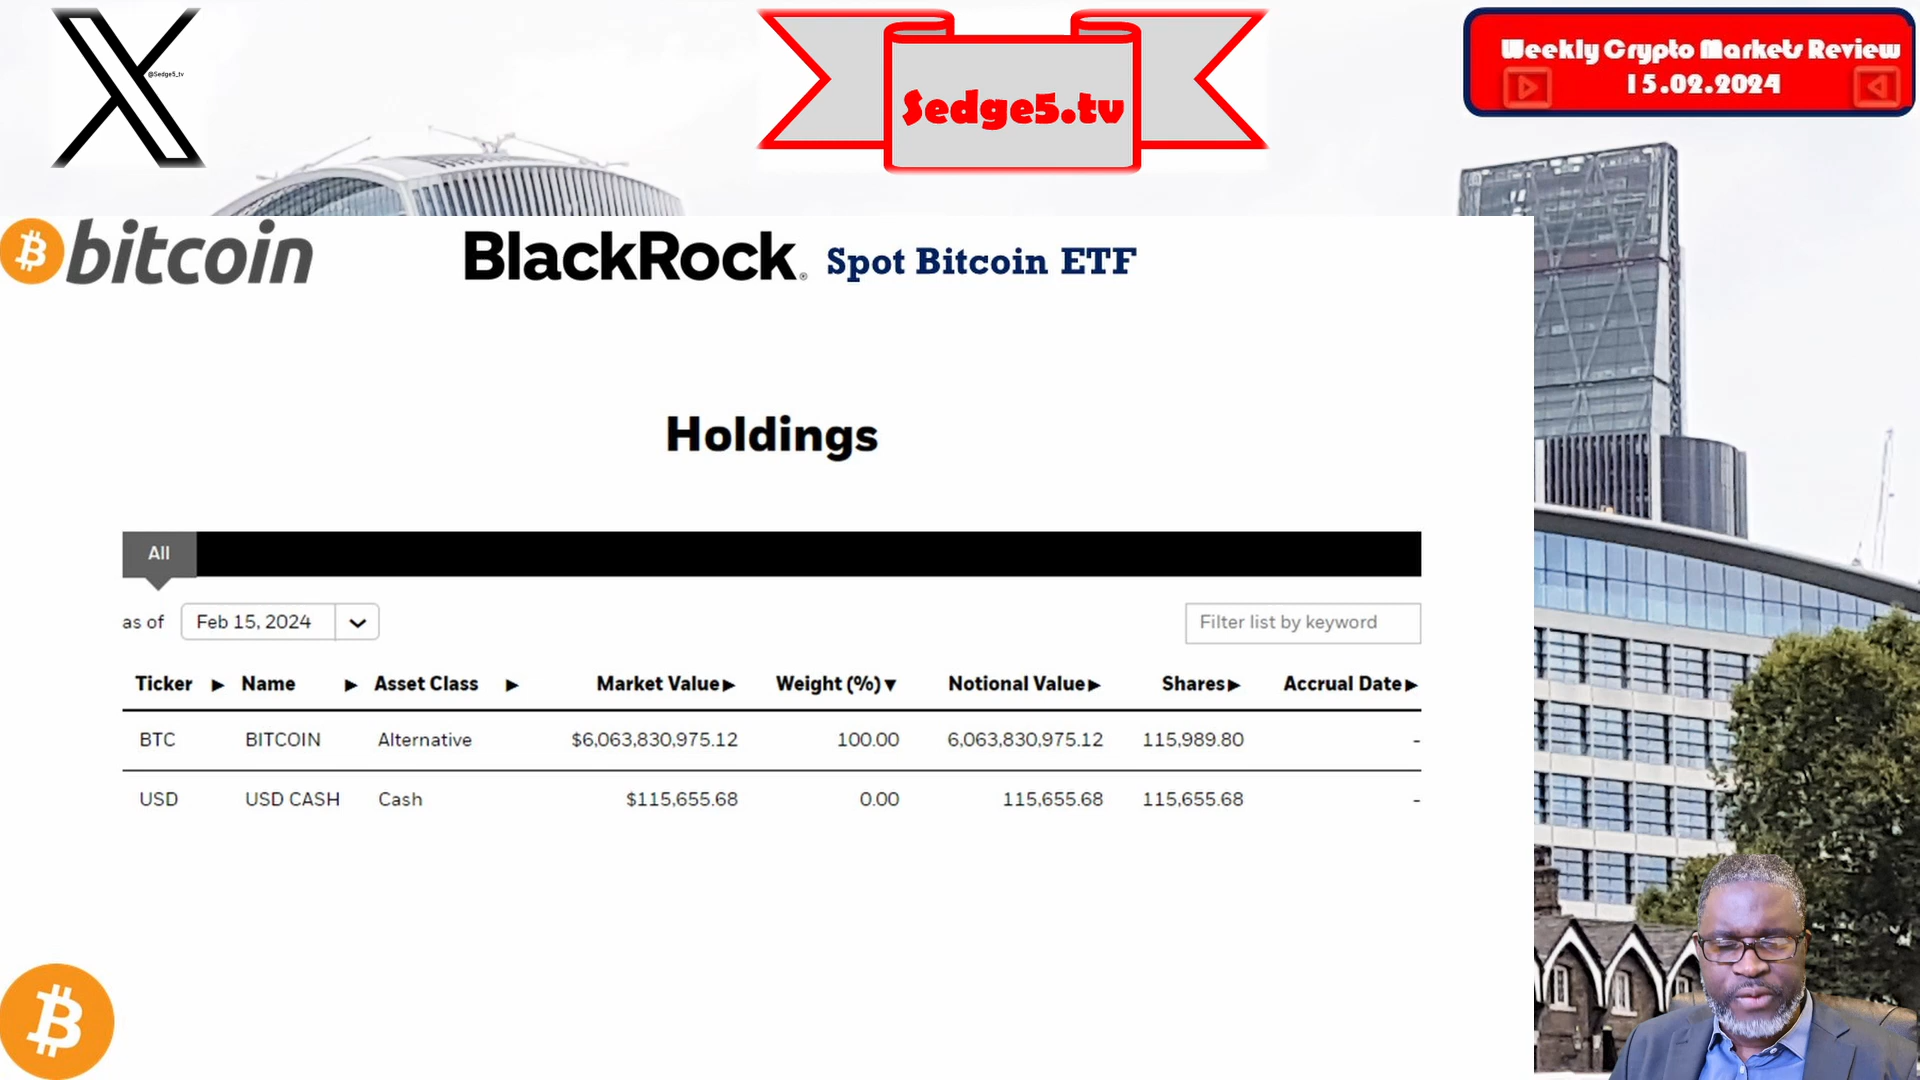 @Sedge5_tv
Sedge5.tv
Weekly Crypto Markets Review
15.02.2024
bitcoin
BlackRock® Spot Bitcoin ETF
Holdings
All
as of Feb 15, 2024
Filter list by keyword
Ticker Name Asset Class Market Value Weight (%) Notional Value Shares Accrual Date
BTC BITCOIN Alternative $6,063,830,975.12 100.00 6,063,830,975.12 115,989.80 -
USD USD CASH Cash $115,655.68 0.00 115,655.68 115,655.68 -